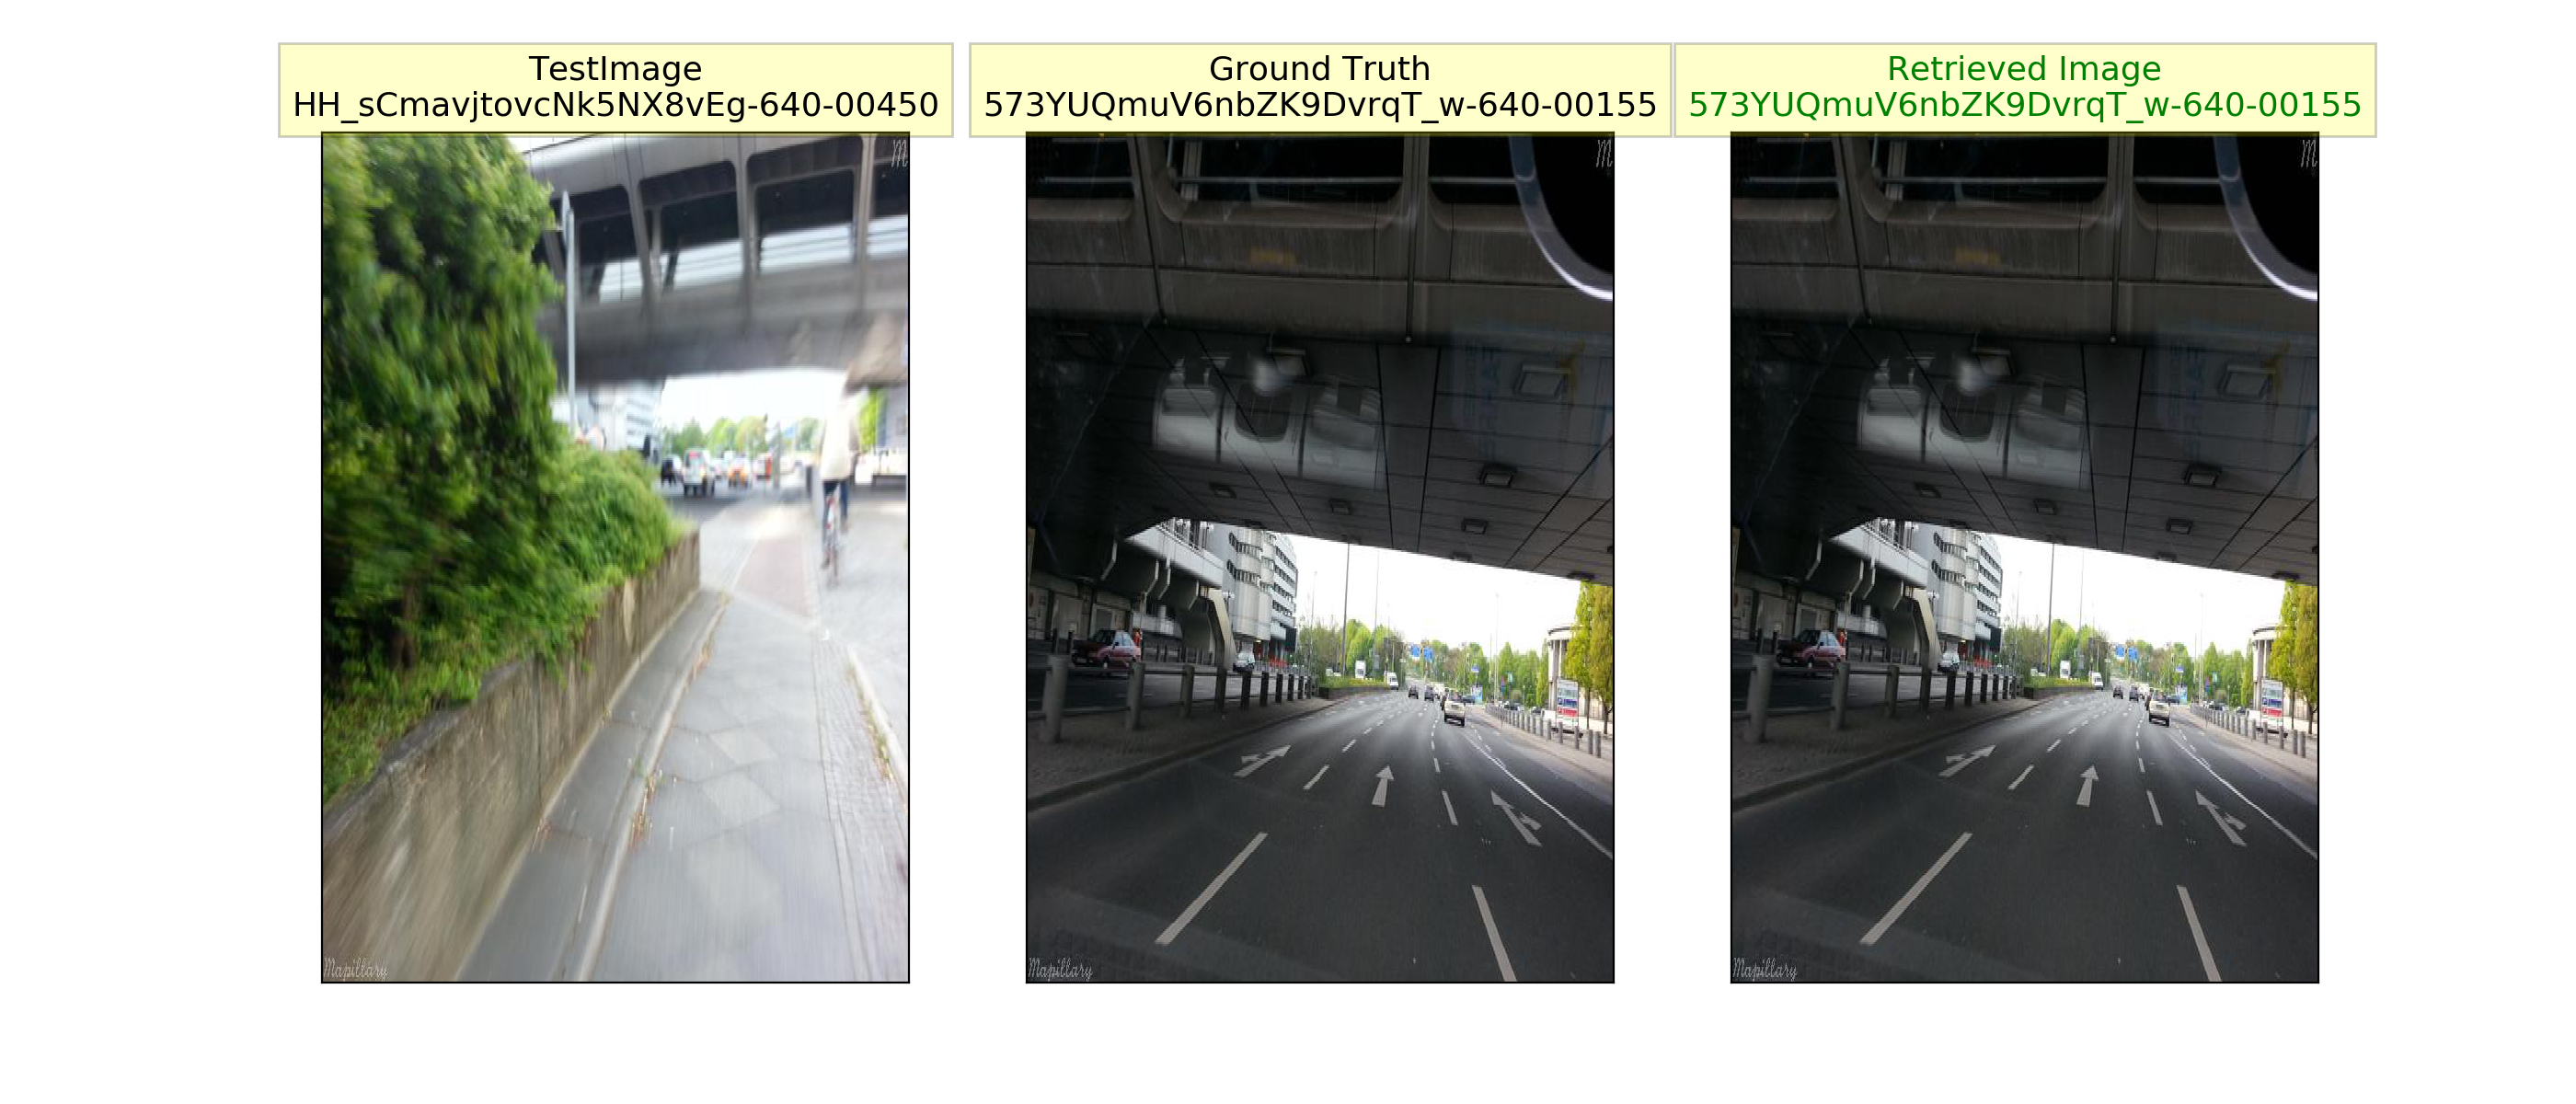 TestImage
HH_sCmavjtovcNk5NX8vEg-640-00450
Ground Truth
573YUQmuV6nbZK9DvrqT_w-640-00155
Retrieved Image
573YUQmuV6nbZK9DvrqT_w-640-00155
M
M
M
Mapillary
Mapillary
Mapillary